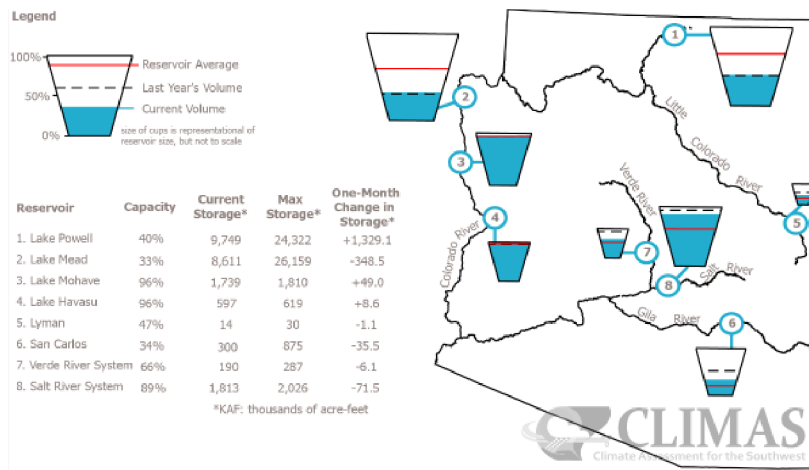 Legend
100%
50%
0%
Reservoir Average
Last Year's Volume
Current Volume
size of cups is representational of
reservoir size, but not to scale
Reservoir Capacity Current Storage* Max Storage* One-Month Change in Storage*
1. Lake Powell 40% 9,749 24,322 +1,329.1
2. Lake Mead 33% 8,611 26,159 -348.5
3. Lake Mohave 96% 1,739 1,810 +49.0
4. Lake Havasu 96% 597 619 +8.6
5. Lyman 47% 14 30 -1.1
6. San Carlos 34% 300 875 -35.5
7. Verde River System 66% 190 287 -6.1
8. Salt River System 89% 1,813 2,026 -71.5
*KAF: thousands of acre-feet
1
2
3
4
5
6
7
8
Little Colorado River
Verde River
Colorado River
Salt River
Gila River
CLIMAS
Climate Assessment for the Southwest